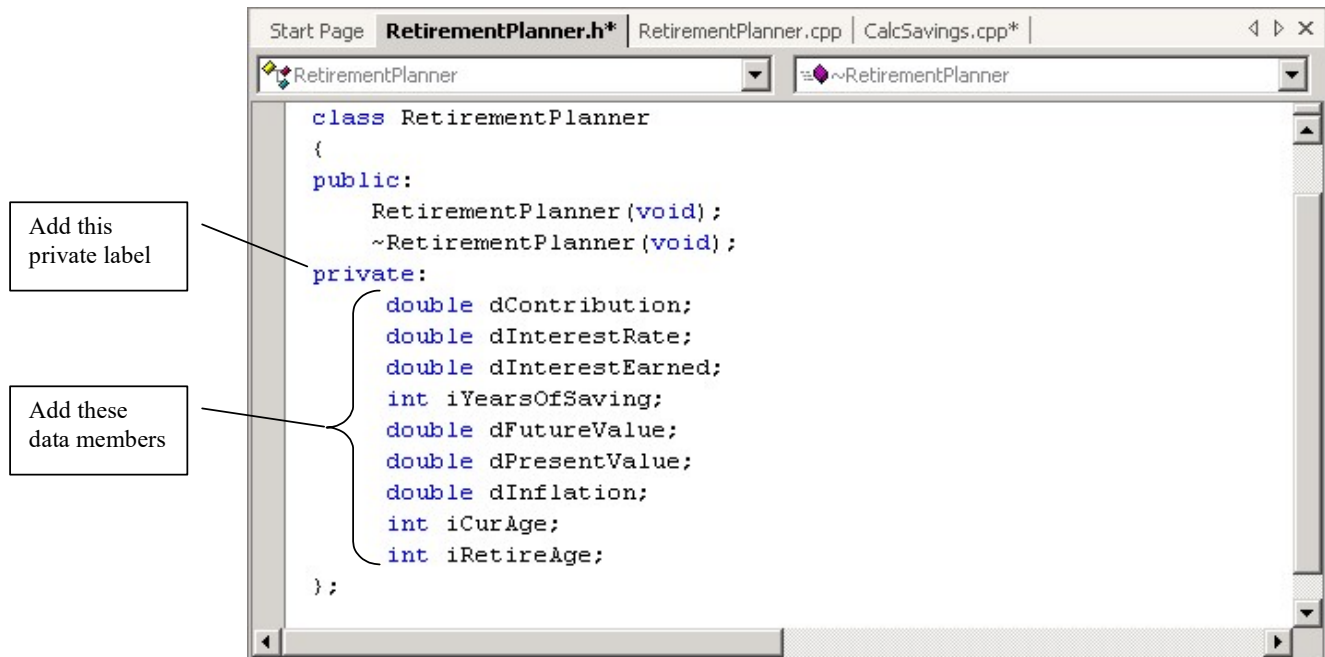 Start Page RetirementPlanner.h* RetirementPlanner.cpp CalcSavings.cpp*
RetirementPlanner ~RetirementPlanner
class RetirementPlanner
{
public:
RetirementPlanner(void);
~RetirementPlanner(void);
Add this
private label
private:
double dContribution;
double dInterestRate;
double dInterestEarned;
int iYearsOfSaving;
double dFutureValue;
double dPresentValue;
double dInflation;
int iCurAge;
int iRetireAge;
Add these
data members
};